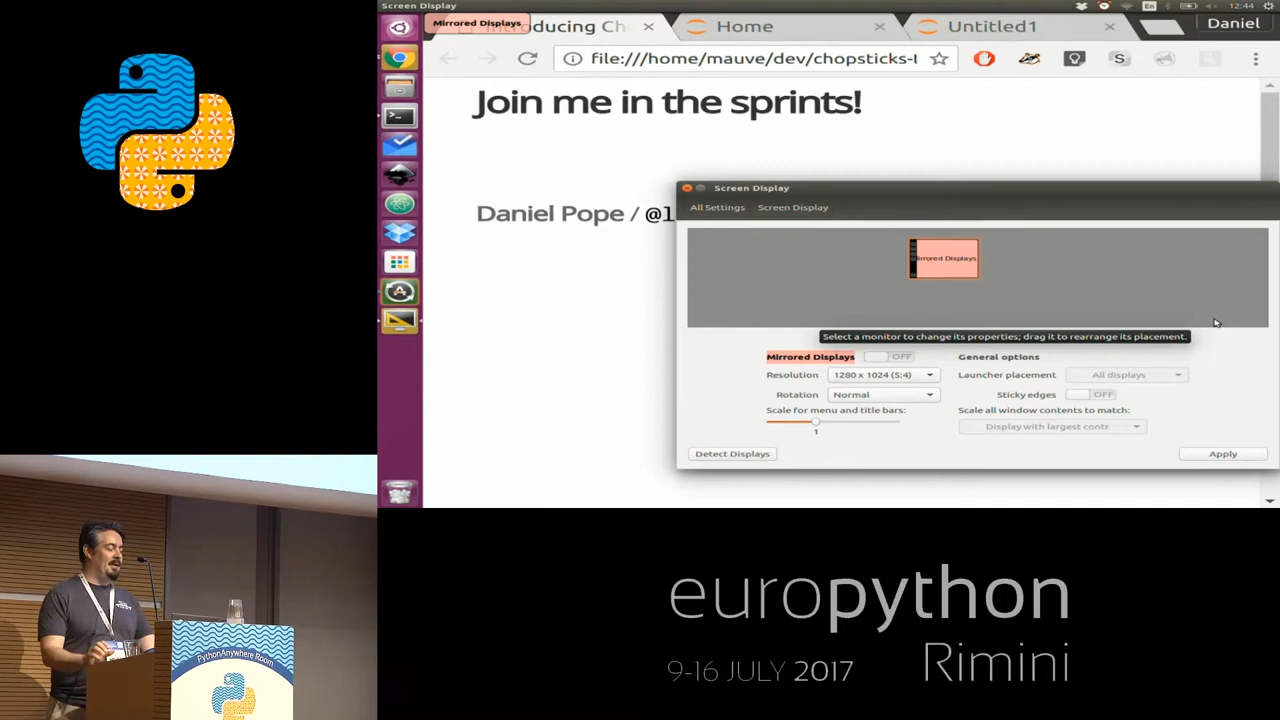 Screen Display
En
12:44
Mirrored Displays
ntroducing Ch
Home
Untitled1
Daniel
file:///home/mauve/dev/chopsticks-t
Join me in the sprints!
Daniel Pope / @l
Screen Display
All Settings
Screen Display
Mirrored Displays
Select a monitor to change its properties; drag it to rearrange its placement.
Mirrored Displays
OFF
General options
Resolution
1280 x 1024 (5:4)
Launcher placement
All displays
Rotation
Normal
Sticky edges
OFF
Scale for menu and title bars:
1
Scale all window contents to match:
Display with largest contr
Detect Displays
Apply
PythonAnywhere Room
europython
9-16 JULY 2017
Rimini